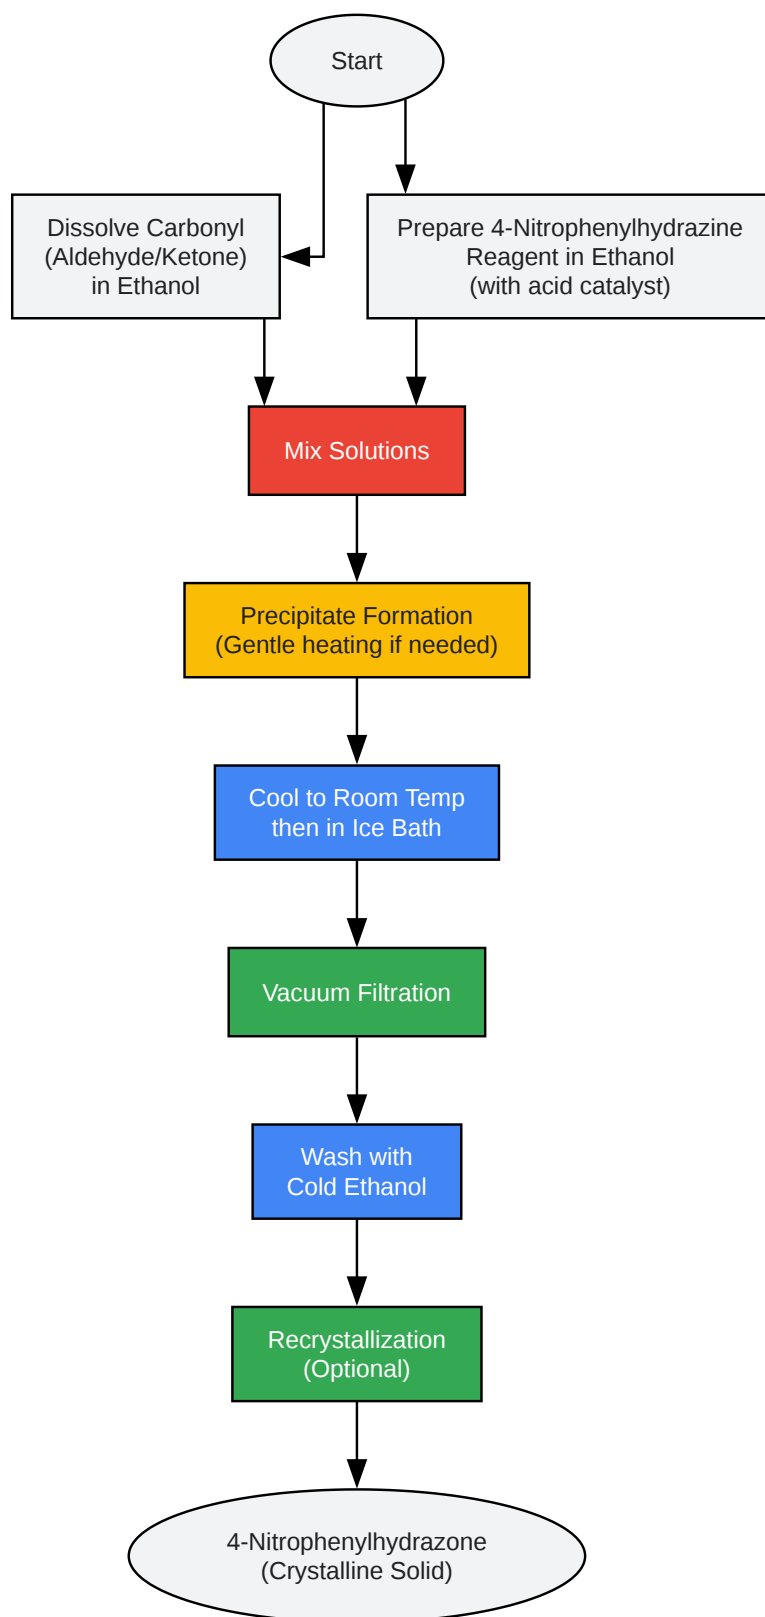 Start
Dissolve Carbonyl
(Aldehyde/Ketone)
in Ethanol
Prepare 4-Nitrophenylhydrazine
Reagent in Ethanol
(with acid catalyst)
Mix Solutions
Precipitate Formation
(Gentle heating if needed)
Cool to Room Temp
then in Ice Bath
Vacuum Filtration
Wash with
Cold Ethanol
Recrystallization
(Optional)
4-Nitrophenylhydrazone
(Crystalline Solid)